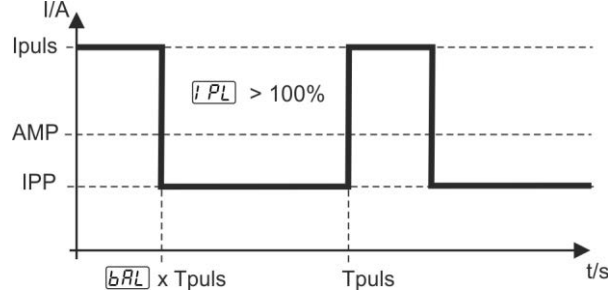 I/A
Ipuls
IPL > 100%
AMP
IPP
t/s
bAL x Tpuls
Tpuls